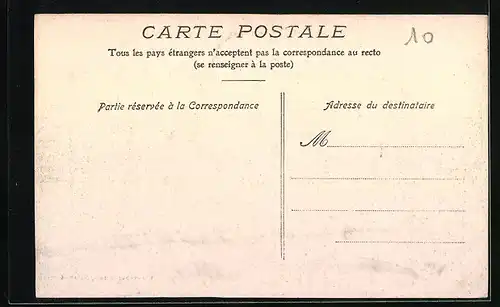 CARTE POSTALE
10
Tous les pays étrangers n'acceptent pas la correspondance au recto
(se renseigner à la poste)
Partie réservée à la Correspondance
Adresse du destinataire
M